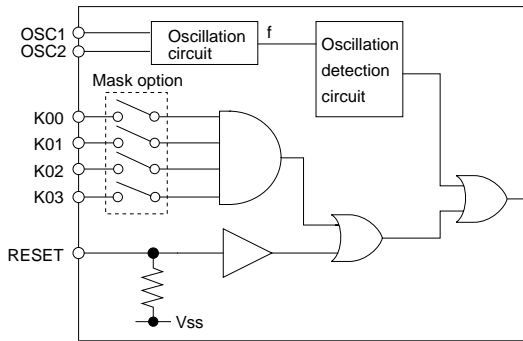 OSC1
OSC2
Oscillation
circuit
f
Oscillation
detection
circuit
Mask option
K00
K01
K02
K03
RESET
Vss